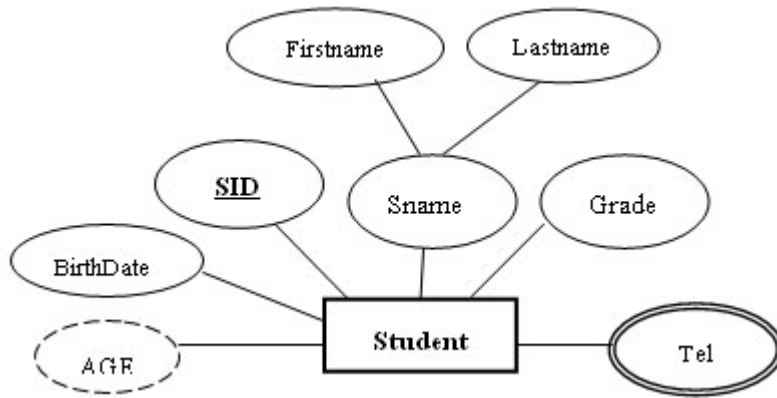 Firstname
Lastname
SID
Sname
Grade
BirthDate
Student
AGE
Tel